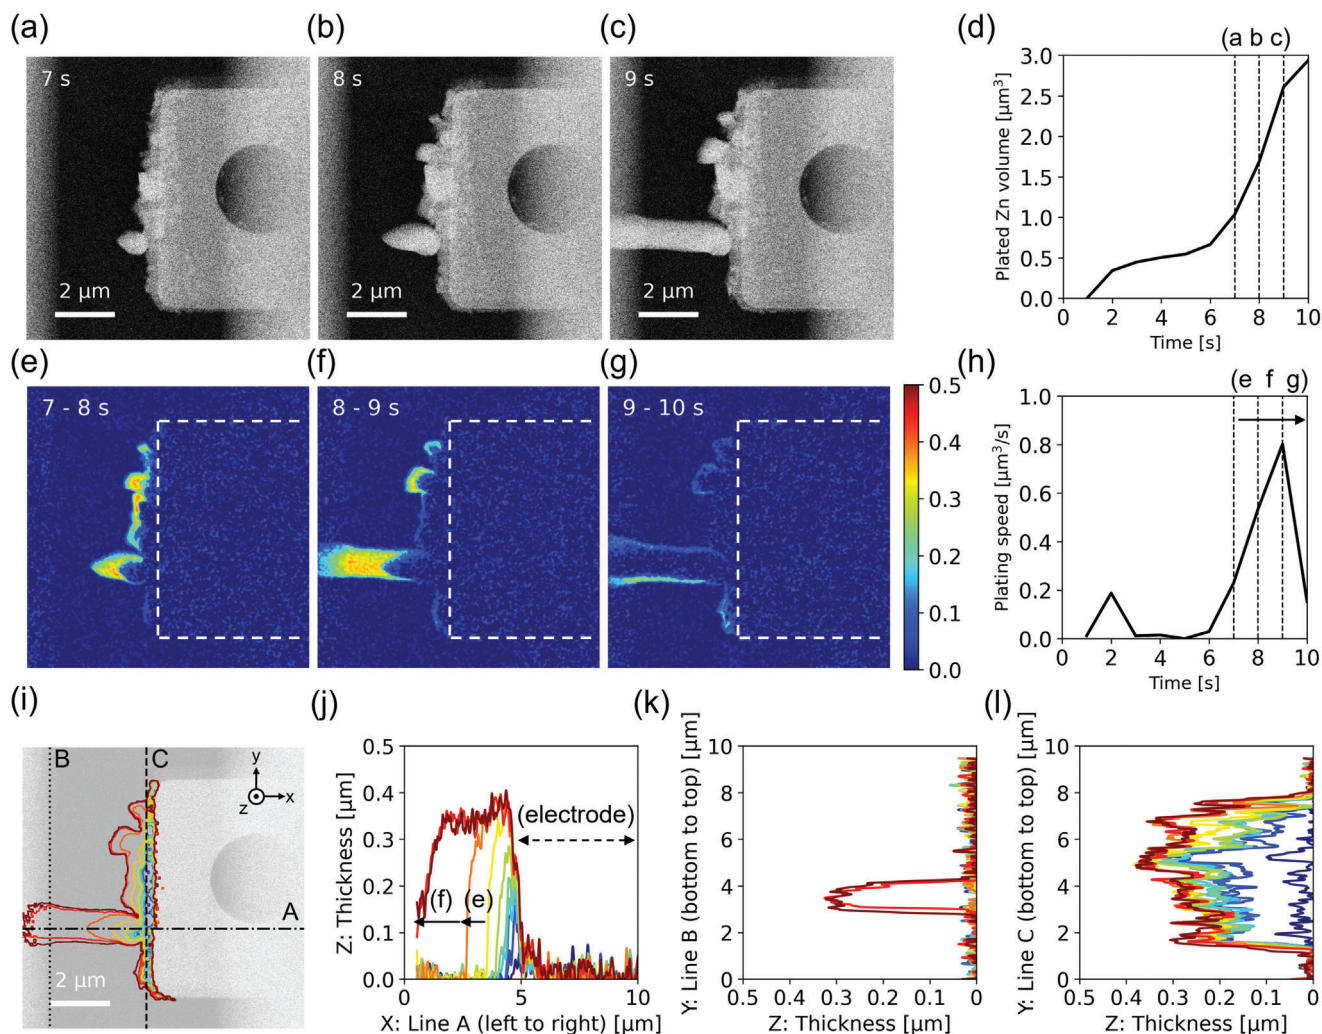 (a)
(b)
(c)
(d)
7 s
2 μm
8 s
2 μm
9 s
2 μm
(a b c)
3.0
2.5
2.0
1.5
1.0
0.5
0.0
0 2 4 6 8 10
Time [s]
Plated Zn volume [μm³]
(e)
(f)
(g)
(h)
7 - 8 s
8 - 9 s
9 - 10 s
0.5
0.4
0.3
0.2
0.1
0.0
(e f g)
1.0
0.8
0.6
0.4
0.2
0.0
0 2 4 6 8 10
Time [s]
Plating speed [μm³/s]
(i)
(j)
(k)
(l)
B
C
y
z
x
A
2 μm
0.5
0.4
0.3
0.2
0.1
0.0
(electrode)
(f)
(e)
0 5 10
X: Line A (left to right) [μm]
Z: Thickness [μm]
10
8
6
4
2
0
0.5 0.4 0.3 0.2 0.1 0
Z: Thickness [μm]
Y: Line B (bottom to top) [μm]
10
8
6
4
2
0
0.5 0.4 0.3 0.2 0.1 0
Z: Thickness [μm]
Y: Line C (bottom to top) [μm]